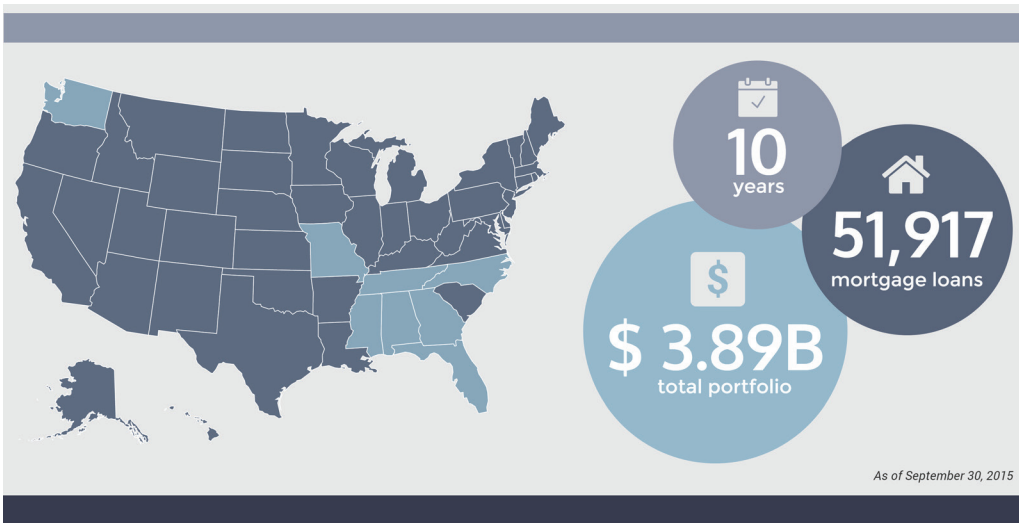 10
years
51,917
mortgage loans
$
$ 3.89B
total portfolio
As of September 30, 2015